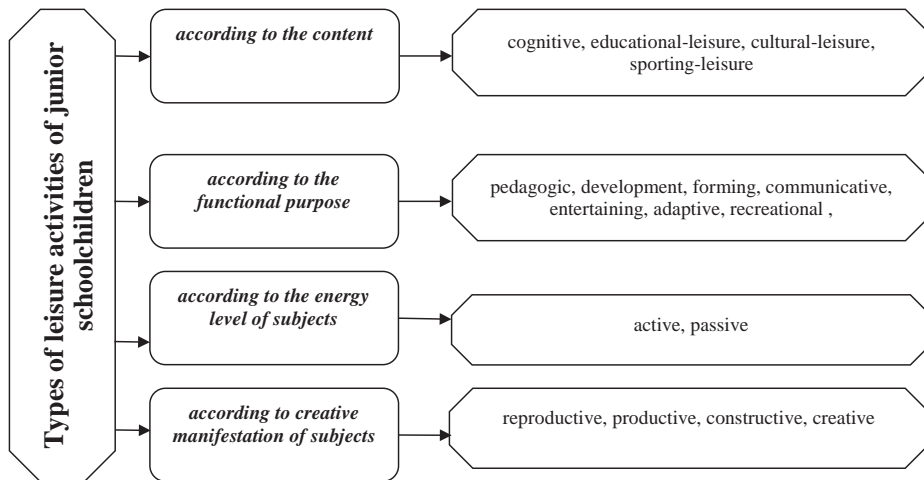 Types of leisure activities of junior
schoolchildren
according to the content
cognitive, educational-leisure, cultural-leisure,
sporting-leisure
according to the
functional purpose
pedagogic, development, forming, communicative,
entertaining, adaptive, recreational ,
according to the energy
level of subjects
active, passive
according to creative
manifestation of subjects
reproductive, productive, constructive, creative